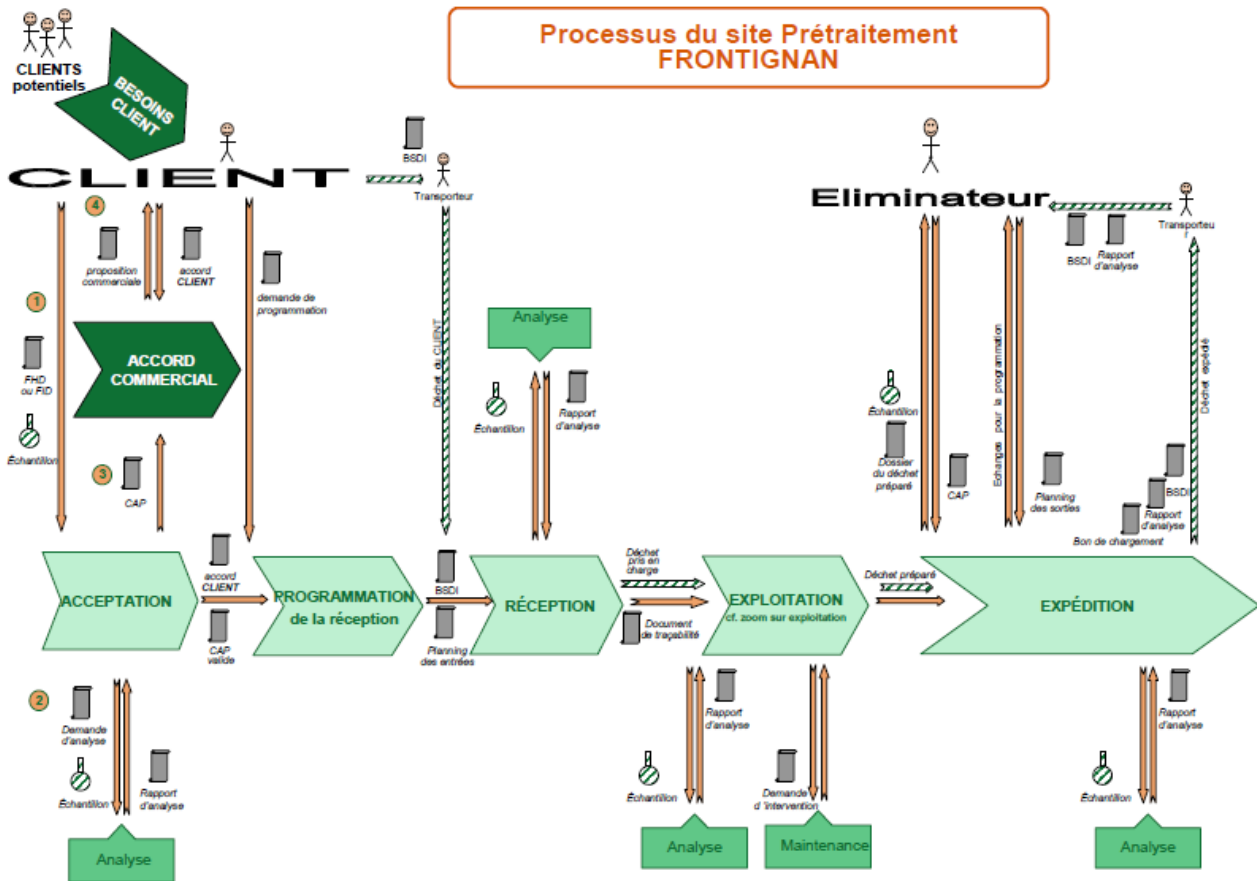 Processus du site Prétraitement
FRONTIGNAN
CLIENTS
potentiels
BESOINS
CLIENT
CLIENT
BSDI
Transporteur
Eliminateur
Transporteu
r
BSDI
Rapport
d'analyse
4
proposition
commerciale
accord
CLIENT
demande de
programmation
1
FHD
ou FID
Échantillon
ACCORD
COMMERCIAL
3
CAP
Déchet du CLIENT
Analyse
Échantillon
Rapport
d'analyse
Échantillon
Dossier
du déchet
préparé
CAP
Echanges pour la programmation
Planning
des sorties
Déchet expédié
BSDI
Rapport
d'analyse
Bon de chargement
ACCEPTATION
accord
CLIENT
CAP
valide
PROGRAMMATION
de la réception
BSDI
Planning
des entrées
RÉCEPTION
Déchet
pris en
charge
Document
de traçabilité
EXPLOITATION
cf. zoom sur exploitation
Déchet préparé
EXPÉDITION
2
Demande
d'analyse
Échantillon
Rapport
d'analyse
Analyse
Rapport
d'analyse
Échantillon
Analyse
Demande
d 'intervention
Maintenance
Rapport
d'analyse
Échantillon
Analyse